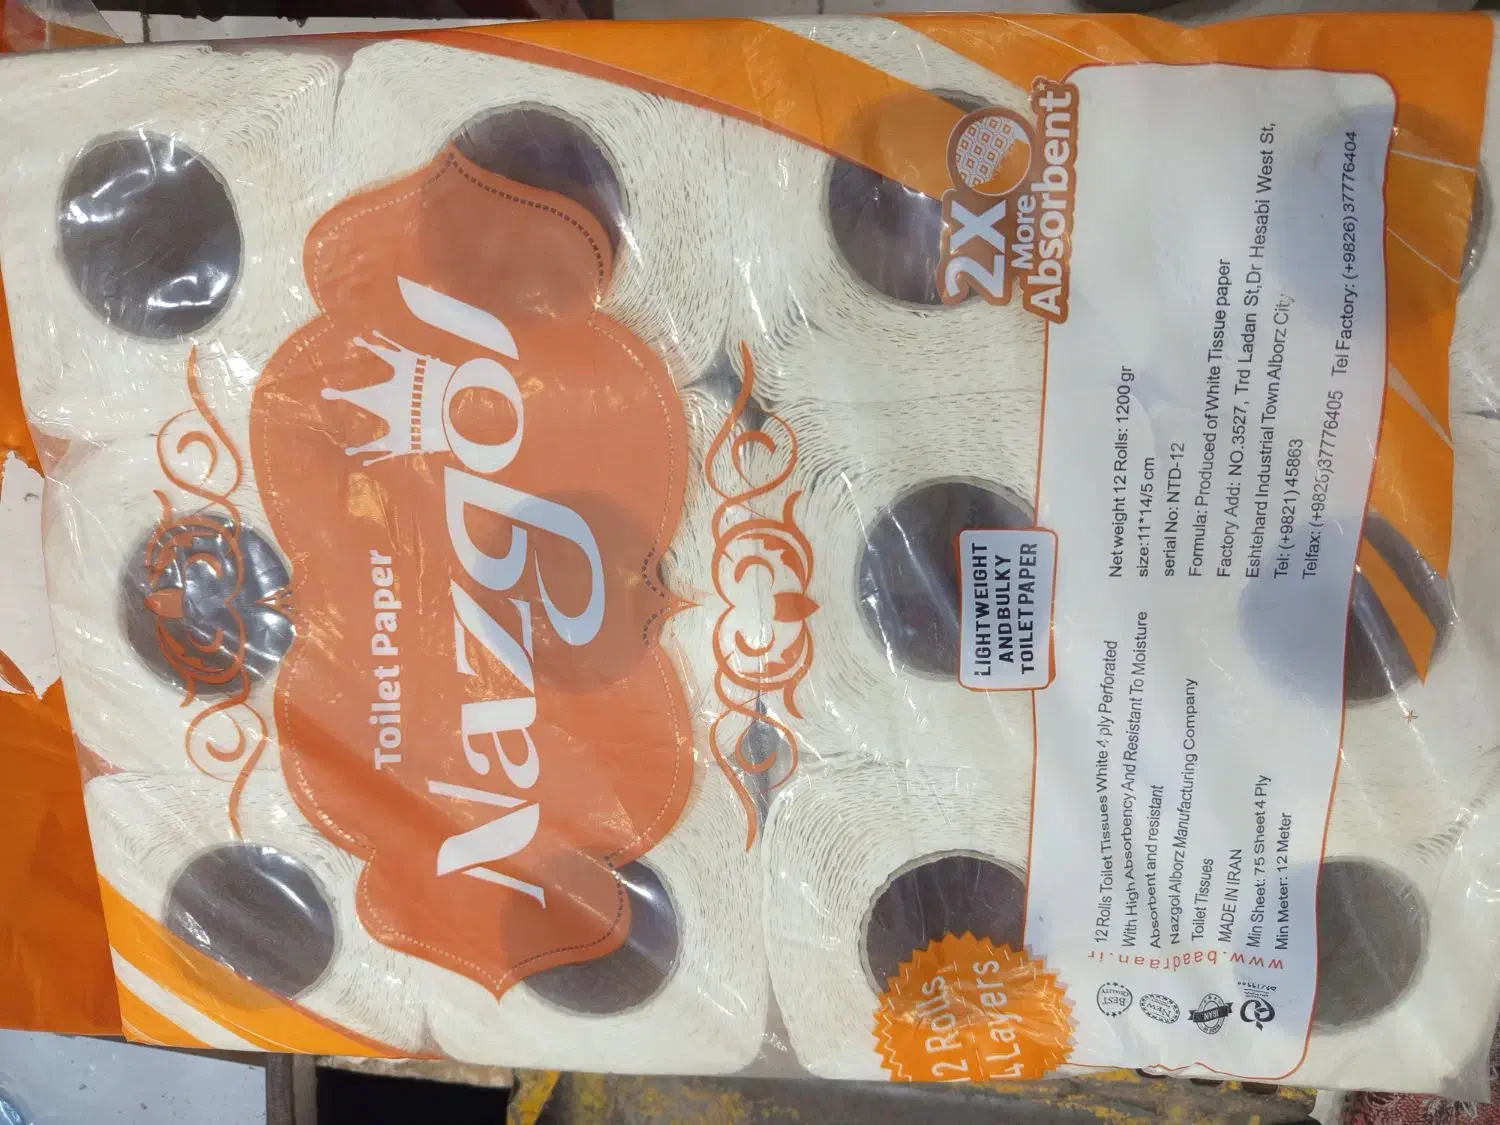 Toilet Paper
Nazgol
2X
More
Absorbent
LIGHTWEIGHT
AND BULKY
TOILET PAPER
12 Rolls
4 Layers
12 Rolls Toilet Tissues White 4 ply Perforated
With High Absorbency And Resistant To Moisture
Absorbent and resistant
Nazgol Alborz Manufacturing Company
Toilet Tissues
MADE IN IRAN
Min Sheet: 75 Sheet 4 Ply
Min Meter: 12 Meter
www.baadraan.ir
Net weight 12 Rolls: 1200 gr
size:11*14/5 cm
serial No: NTD-12
Formula: Produced of White Tissue paper
Factory Add: NO.3527, Trd Ladan St,Dr Hesabi West St,
Eshtehard Industrial Town Alborz City
Tel: (+9821) 45863
Telfax: (+9826)37776405 Tel Factory: (+9826) 37776404
BEST
QUALITY
NEW
IRAN